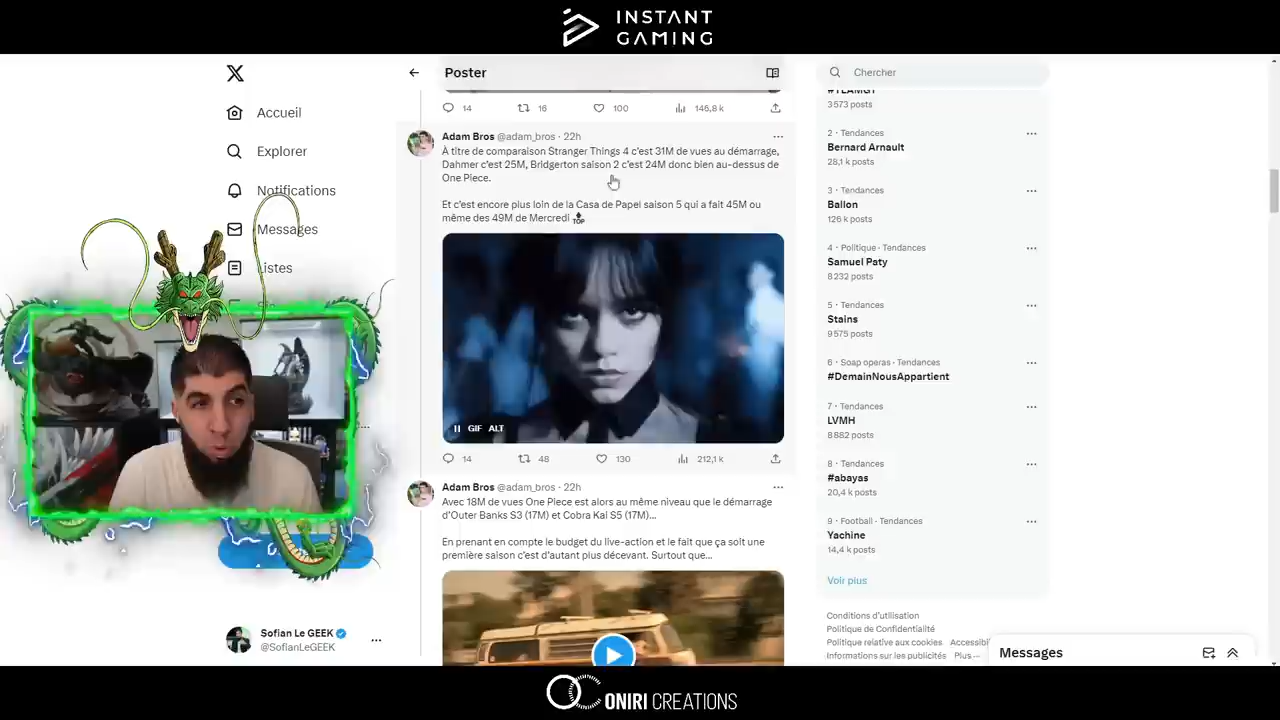 INSTANT
GAMING
Accueil
Explorer
Notifications
Messages
Listes
Sofian Le GEEK
@SofianLeGEEK
Poster
14 16 100 146,8 k
Adam Bros @adam_bros · 22h
À titre de comparaison Stranger Things 4 c'est 31M de vues au démarrage,
Dahmer c'est 25M, Bridgerton saison 2 c'est 24M donc bien au-dessus de
One Piece.
Et c'est encore plus loin de la Casa de Papel saison 5 qui a fait 45M ou
même des 49M de Mercredi 🔝
GIF ALT
14 48 130 212,1 k
Adam Bros @adam_bros · 22h
Avec 18M de vues One Piece est alors au même niveau que le démarrage
d'Outer Banks S3 (17M) et Cobra Kai S5 (17M)...
En prenant en compte le budget du live-action et le fait que ça soit une
première saison c'est d'autant plus décevant. Surtout que...
Chercher
#TEAMGT
3 573 posts
2 · Tendances
Bernard Arnault
28,1 k posts
3 · Tendances
Ballon
126 k posts
4 · Politique · Tendances
Samuel Paty
8 232 posts
5 · Tendances
Stains
9 575 posts
6 · Soap operas · Tendances
#DemainNousAppartient
7 · Tendances
LVMH
8 882 posts
8 · Tendances
#abayas
20,4 k posts
9 · Football · Tendances
Yachine
14,4 k posts
Voir plus
Conditions d'utilisation
Politique de Confidentialité
Politique relative aux cookies Accessibi
Informations sur les publicités Plus
Messages
ONIRI CREATIONS